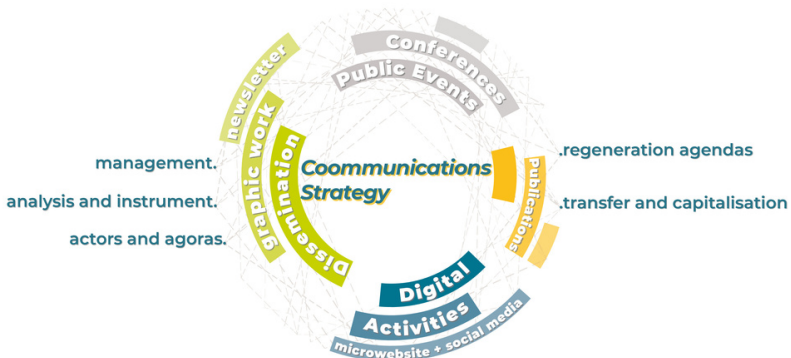 newsletter
graphic work
Dissemination
Conferences
Public Events
Coommunications
Strategy
management.
analysis and instrument.
actors and agoras.
.regeneration agendas
.transfer and capitalisation
Publications
Digital
Activities
microwebsite + social media